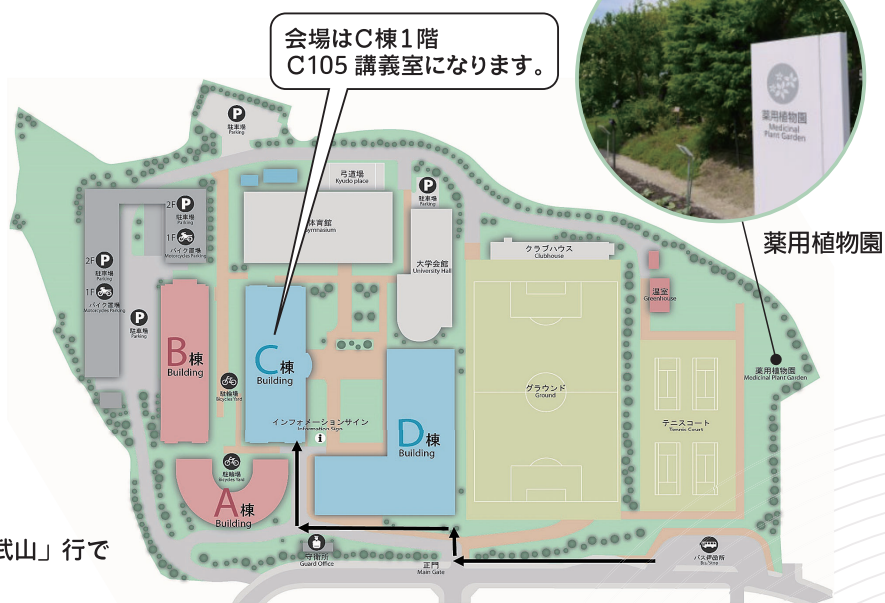 会場はC棟1階
C105 講義室になります。
薬用植物園
Medicinal
Plant Garden
薬用植物園
P
駐車場
Parking
弓道場
Kyudo place
P
駐車場
Parking
体育館
Gymnasium
大学会館
University Hall
クラブハウス
Clubhouse
温室
Greenhouse
2F P
駐車場
Parking
1F
バイク置場
Motorcycles Parking
2F P
駐車場
Parking
1F
バイク置場
Motorcycles Parking
P
駐車場
Parking
B棟
Building
C棟
Building
駐輪場
Bicycles Yard
インフォメーションサイン
Information Sign
i
D棟
Building
グラウンド
Ground
テニスコート
Tennis Court
薬用植物園
Medicinal Plant Garden
駐輪場
Bicycles Yard
A棟
Building
守衛所
Guard Office
正門
Main Gate
バス停留所
Bus Stop
武山」行で